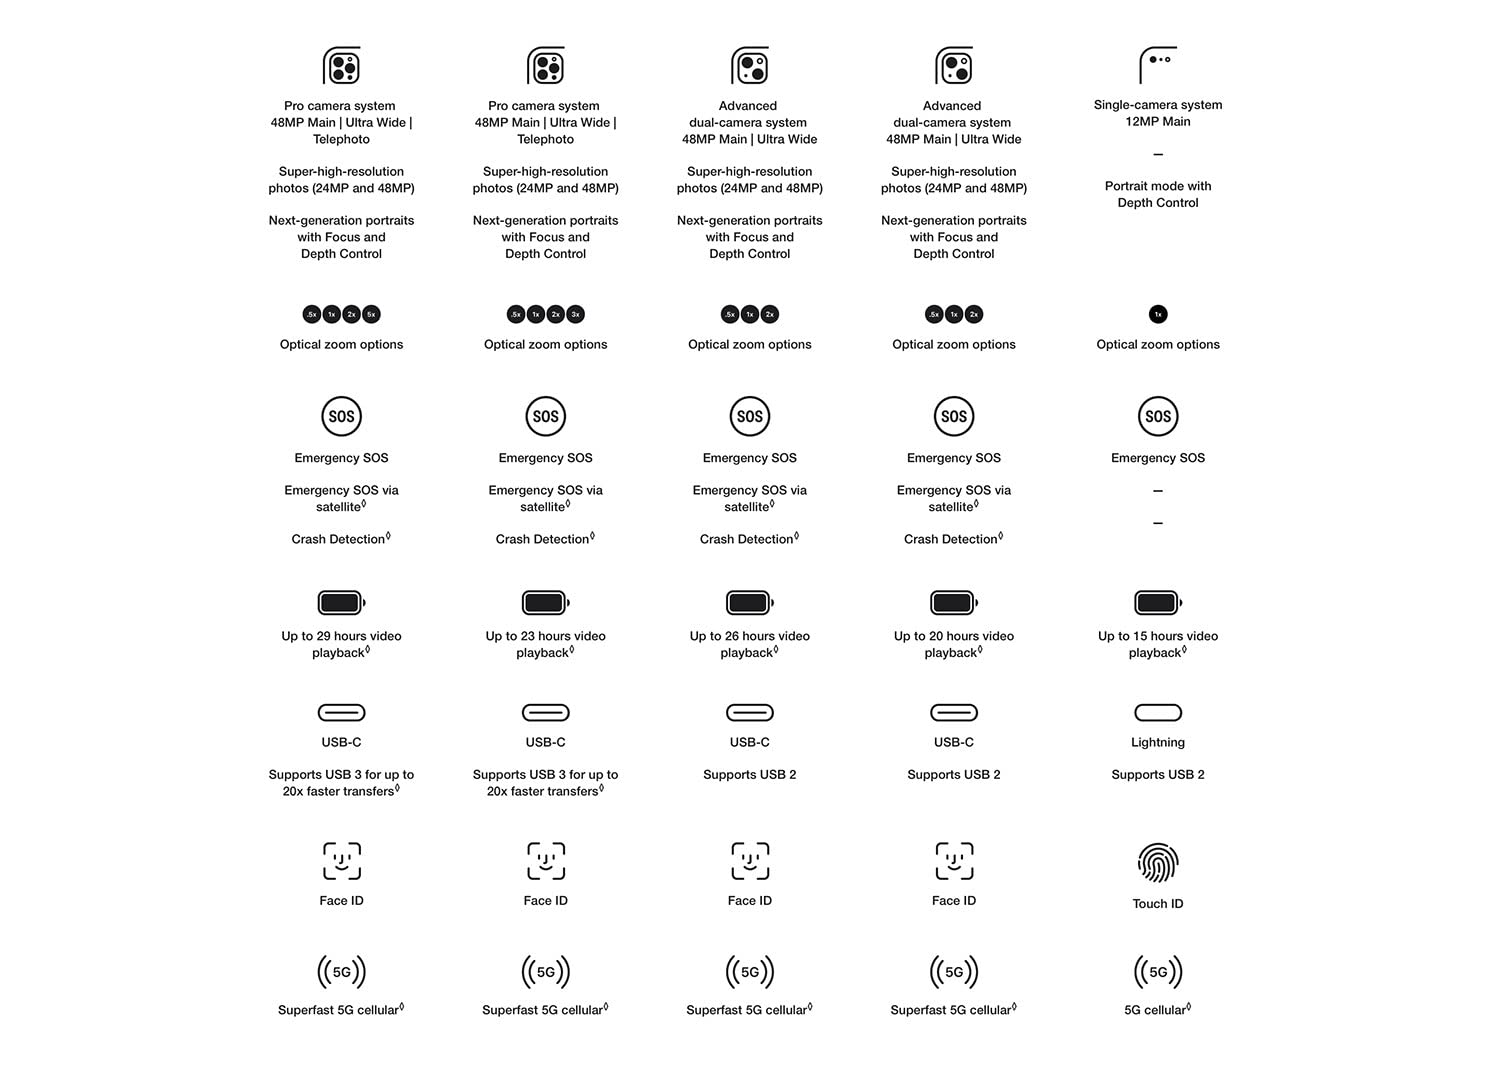 Pro camera system
48MP Main | Ultra Wide |
Telephoto
Super-high-resolution
photos (24MP and 48MP)
Next-generation portraits
with Focus and
Depth Control
Pro camera system
48MP Main | Ultra Wide |
Telephoto
Super-high-resolution
photos (24MP and 48MP)
Next-generation portraits
with Focus and
Depth Control
Advanced
dual-camera system
48MP Main | Ultra Wide
Super-high-resolution
photos (24MP and 48MP)
Next-generation portraits
with Focus and
Depth Control
Advanced
dual-camera system
48MP Main | Ultra Wide
Super-high-resolution
photos (24MP and 48MP)
Next-generation portraits
with Focus and
Depth Control
Single-camera system
12MP Main
–
Portrait mode with
Depth Control
.5x 1x 2x 5x
Optical zoom options
.5x 1x 2x 3x
Optical zoom options
.5x 1x 2x
Optical zoom options
.5x 1x 2x
Optical zoom options
1x
Optical zoom options
SOS
Emergency SOS
Emergency SOS via
satellite◊
Crash Detection◊
SOS
Emergency SOS
Emergency SOS via
satellite◊
Crash Detection◊
SOS
Emergency SOS
Emergency SOS via
satellite◊
Crash Detection◊
SOS
Emergency SOS
Emergency SOS via
satellite◊
Crash Detection◊
SOS
Emergency SOS
–
–
Up to 29 hours video
playback◊
Up to 23 hours video
playback◊
Up to 26 hours video
playback◊
Up to 20 hours video
playback◊
Up to 15 hours video
playback◊
USB-C
Supports USB 3 for up to
20x faster transfers◊
USB-C
Supports USB 3 for up to
20x faster transfers◊
USB-C
Supports USB 2
USB-C
Supports USB 2
Lightning
Supports USB 2
Face ID
Face ID
Face ID
Face ID
Touch ID
5G
Superfast 5G cellular◊
5G
Superfast 5G cellular◊
5G
Superfast 5G cellular◊
5G
Superfast 5G cellular◊
5G
5G cellular◊